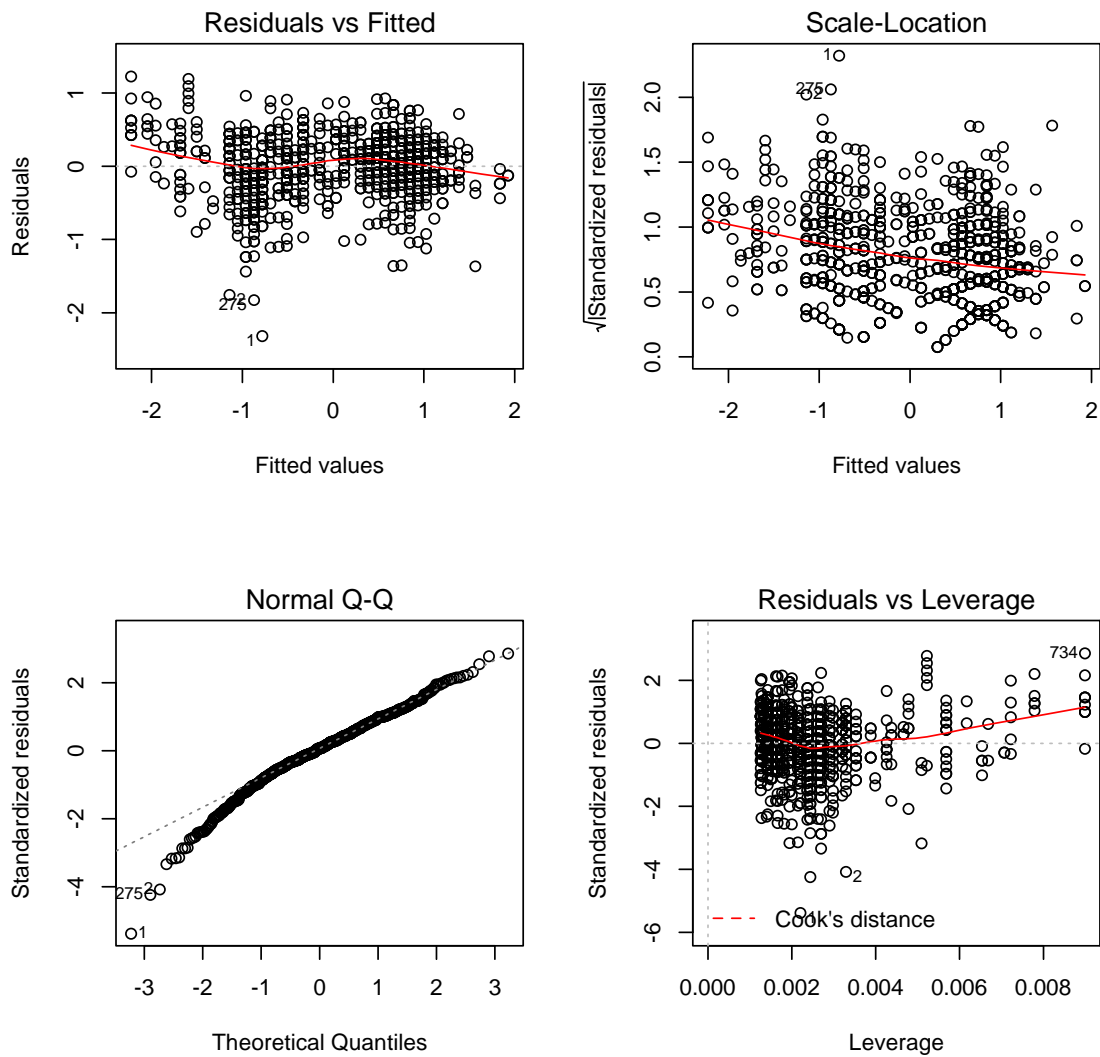 Residuals vs Fitted
Residuals
1
0
-1
-2
2
275
1
-2 -1 0 1 2
Fitted values
Scale-Location
√|Standardized residuals|
2.0
1.5
1.0
0.5
0.0
1
275
2
-2 -1 0 1 2
Fitted values
Normal Q-Q
Standardized residuals
2
0
-2
-4
275
2
1
-3 -2 -1 0 1 2 3
Theoretical Quantiles
Residuals vs Leverage
Standardized residuals
2
0
-2
-4
-6
734
2
1
Cook's distance
0.000 0.002 0.004 0.006 0.008
Leverage